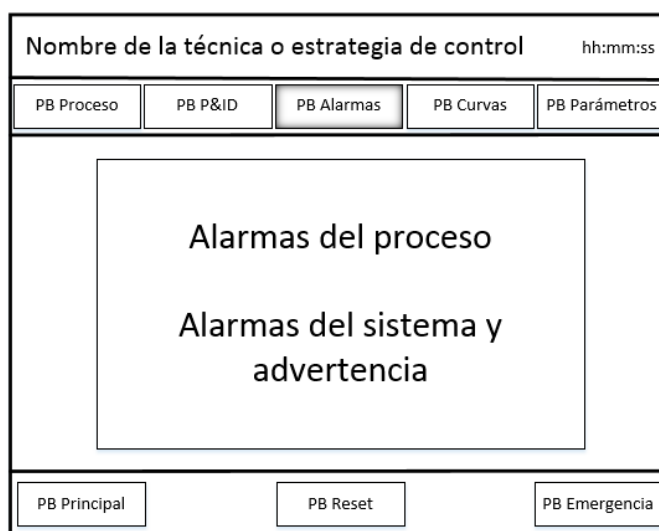 Nombre de la técnica o estrategia de control hh:mm:ss
PB Proceso PB P&ID PB Alarmas PB Curvas PB Parámetros
Alarmas del proceso
Alarmas del sistema y
advertencia
PB Principal PB Reset PB Emergencia